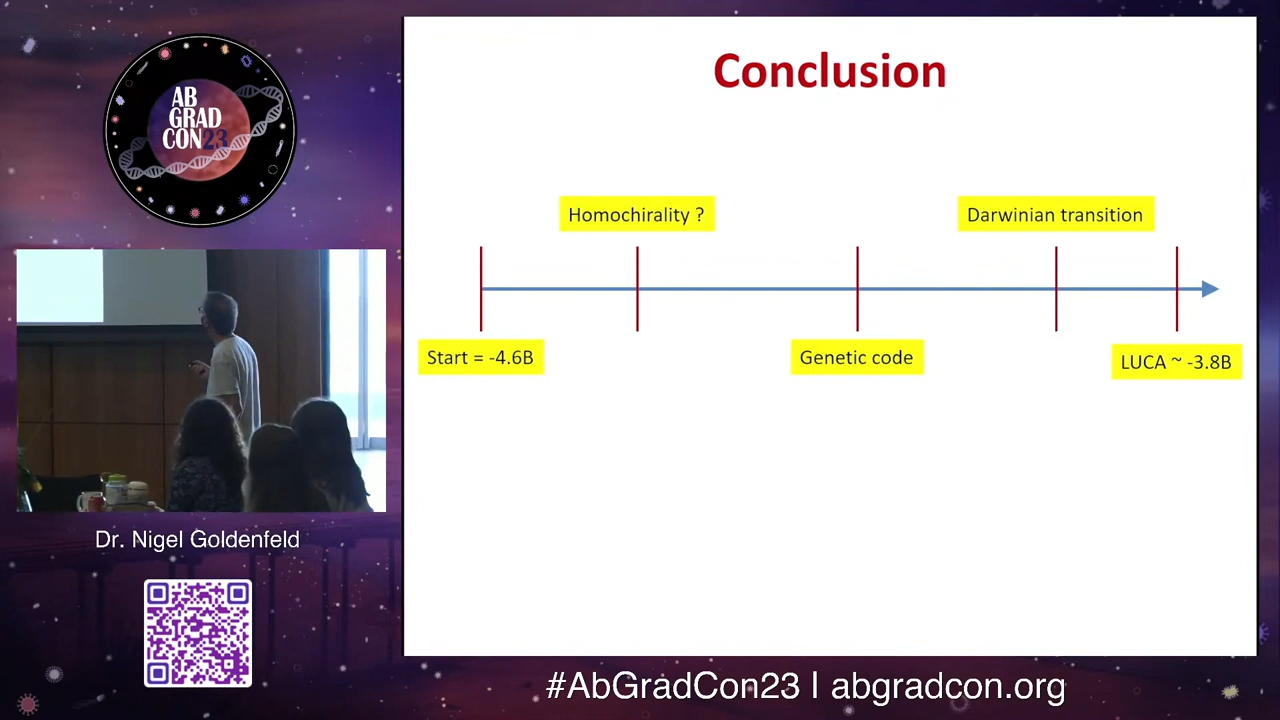 AB
GRAD
CON23
Dr. Nigel Goldenfeld
Conclusion
Homochirality ?
Darwinian transition
Start = -4.6B
Genetic code
LUCA ~ -3.8B
#AbGradCon23 | abgradcon.org